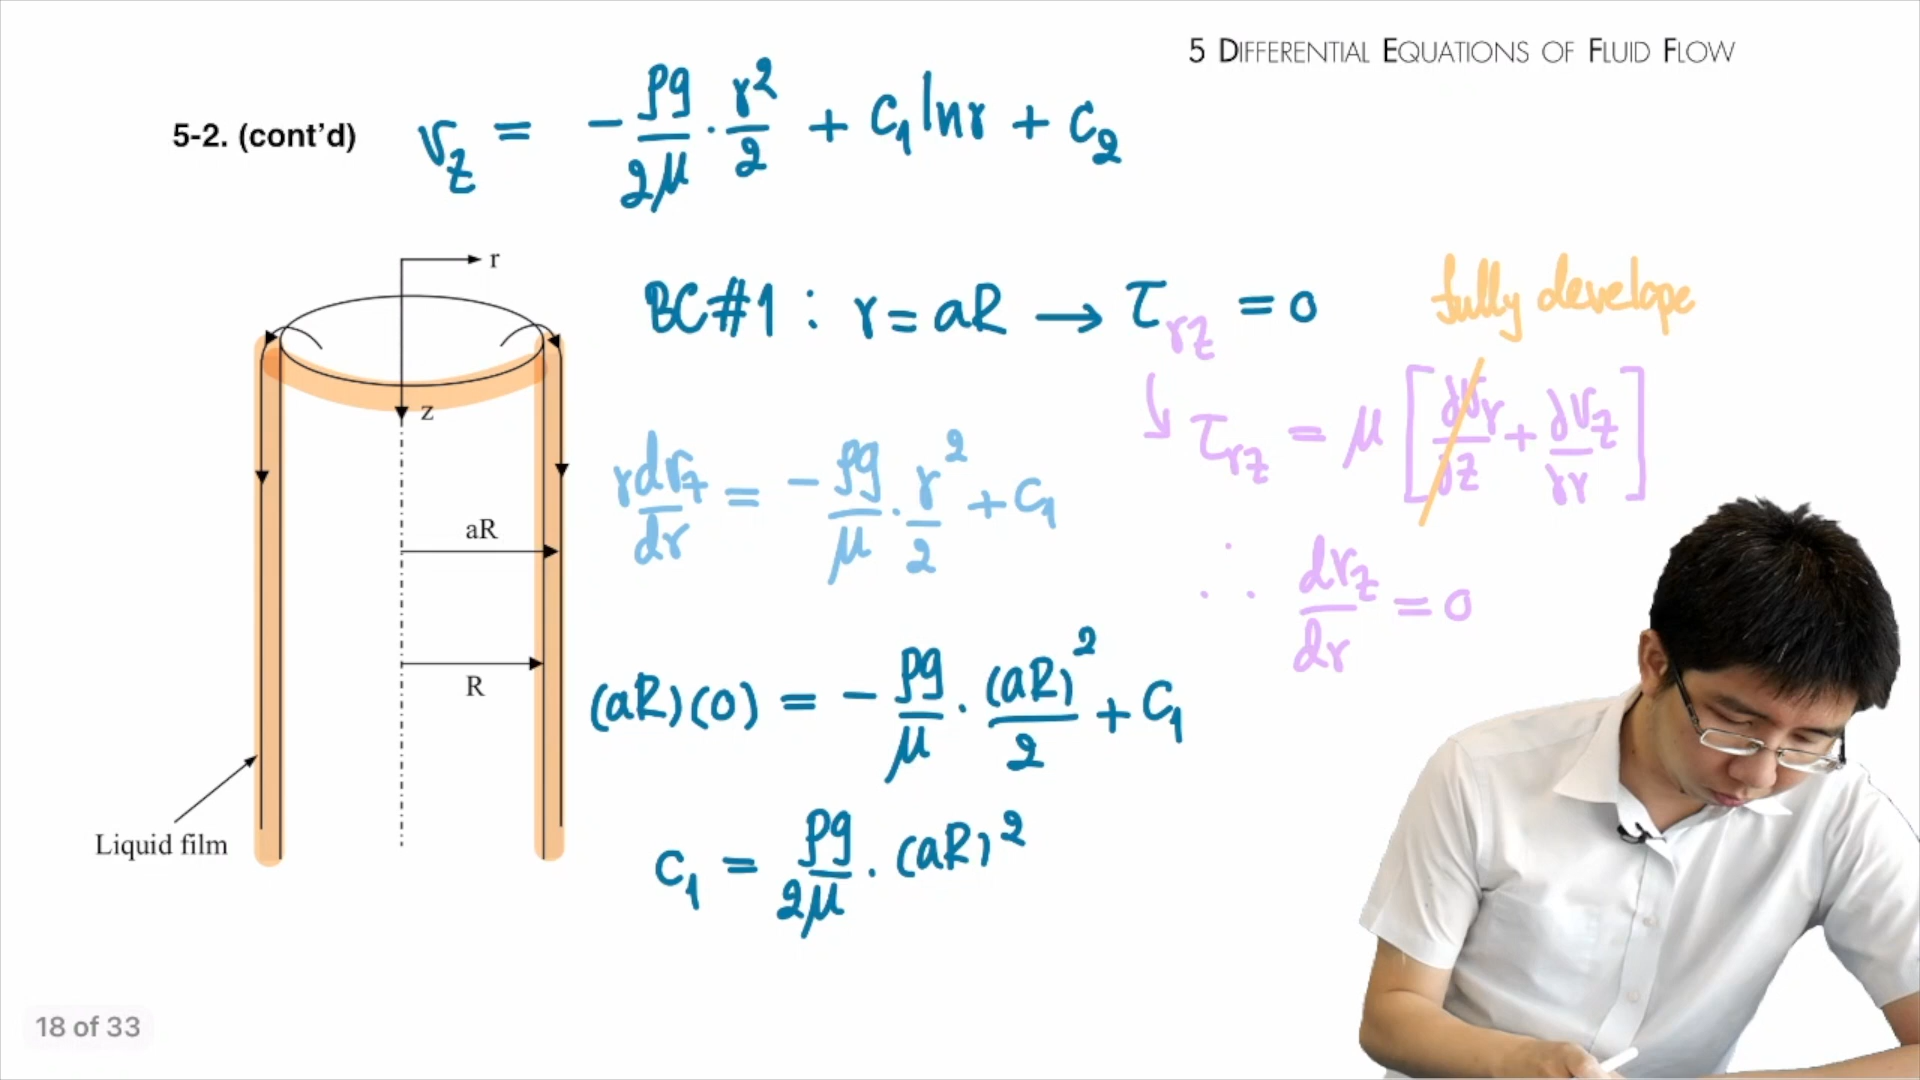 5 DIFFERENTIAL EQUATIONS OF FLUID FLOW
5-2. (cont'd)
v_z = -ρg/2μ · r²/2 + C₁ ln r + C₂
r
z
aR
R
Liquid film
BC#1 : r = aR → τ_rz = 0
fully develope
τ_rz = μ [∂v_r/∂z + ∂v_z/∂r]
r dv_z/dr = -ρg/μ · r²/2 + C₁
∴ dv_z/dr = 0
(aR)(0) = -ρg/μ · (aR)²/2 + C₁
C₁ = ρg/2μ · (aR)²
18 of 33